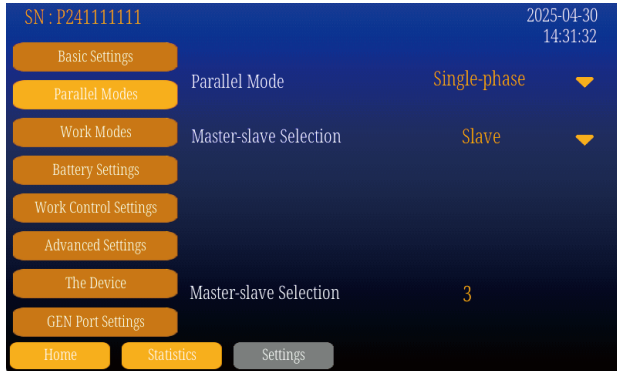 SN : P241111111
2025-04-30
14:31:32
Basic Settings
Parallel Modes
Work Modes
Battery Settings
Work Control Settings
Advanced Settings
The Device
GEN Port Settings
Parallel Mode
Single-phase
Master-slave Selection
Slave
Master-slave Selection
3
Home
Statistics
Settings